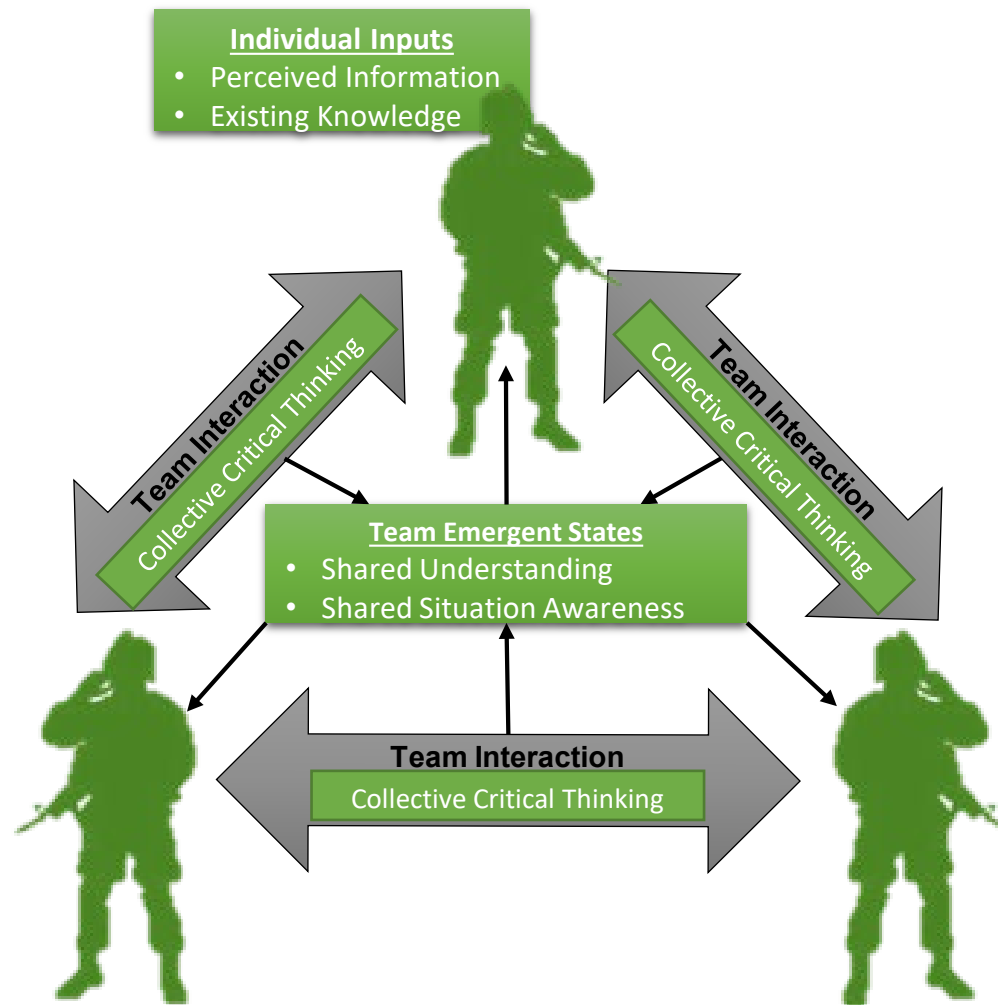 Individual Inputs
• Perceived Information
• Existing Knowledge
Team Interaction
Collective Critical Thinking
Team Interaction
Collective Critical Thinking
Team Emergent States
• Shared Understanding
• Shared Situation Awareness
Team Interaction
Collective Critical Thinking